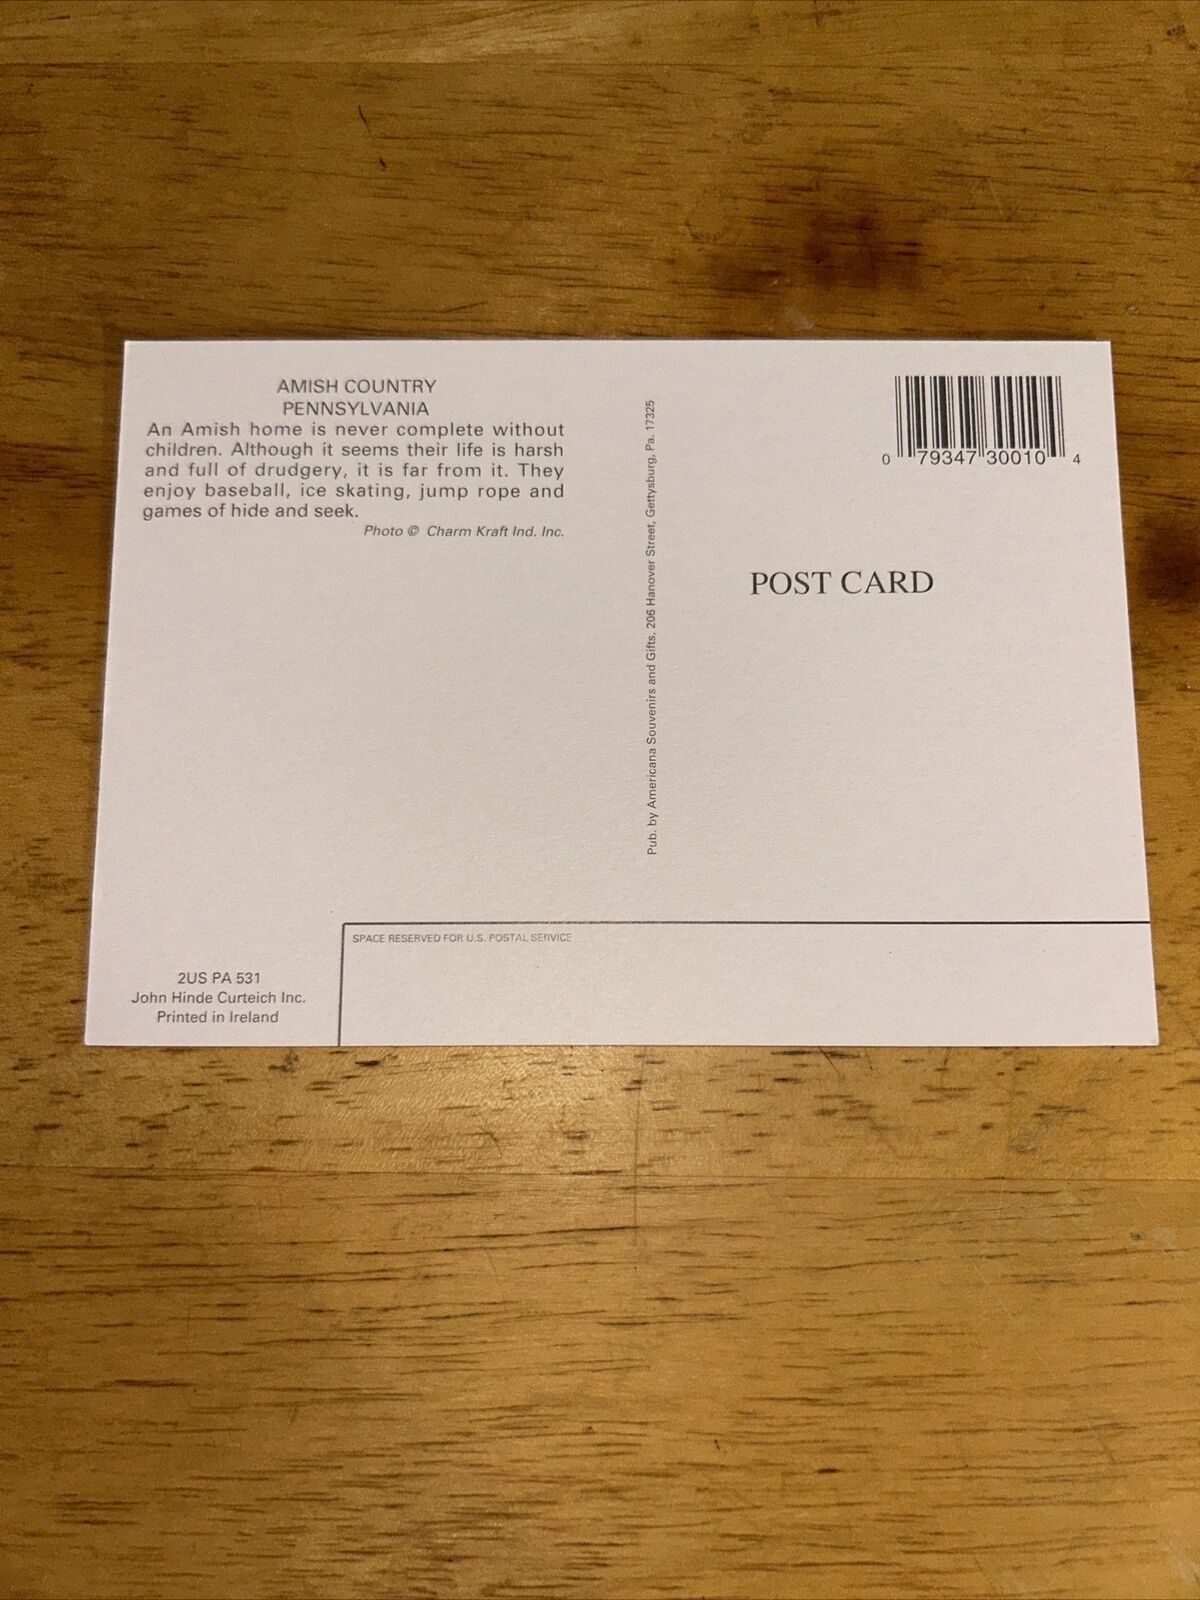 AMISH COUNTRY
PENNSYLVANIA
An Amish home is never complete without
children. Although it seems their life is harsh
and full of drudgery, it is far from it. They
enjoy baseball, ice skating, jump rope and
games of hide and seek.
Photo © Charm Kraft Ind. Inc.
Pub. by Americana Souvenirs and Gifts, 206 Hanover Street, Gettysburg, Pa. 17325
0 79347 30010 4
POST CARD
SPACE RESERVED FOR U.S. POSTAL SERVICE
2US PA 531
John Hinde Curteich Inc.
Printed in Ireland